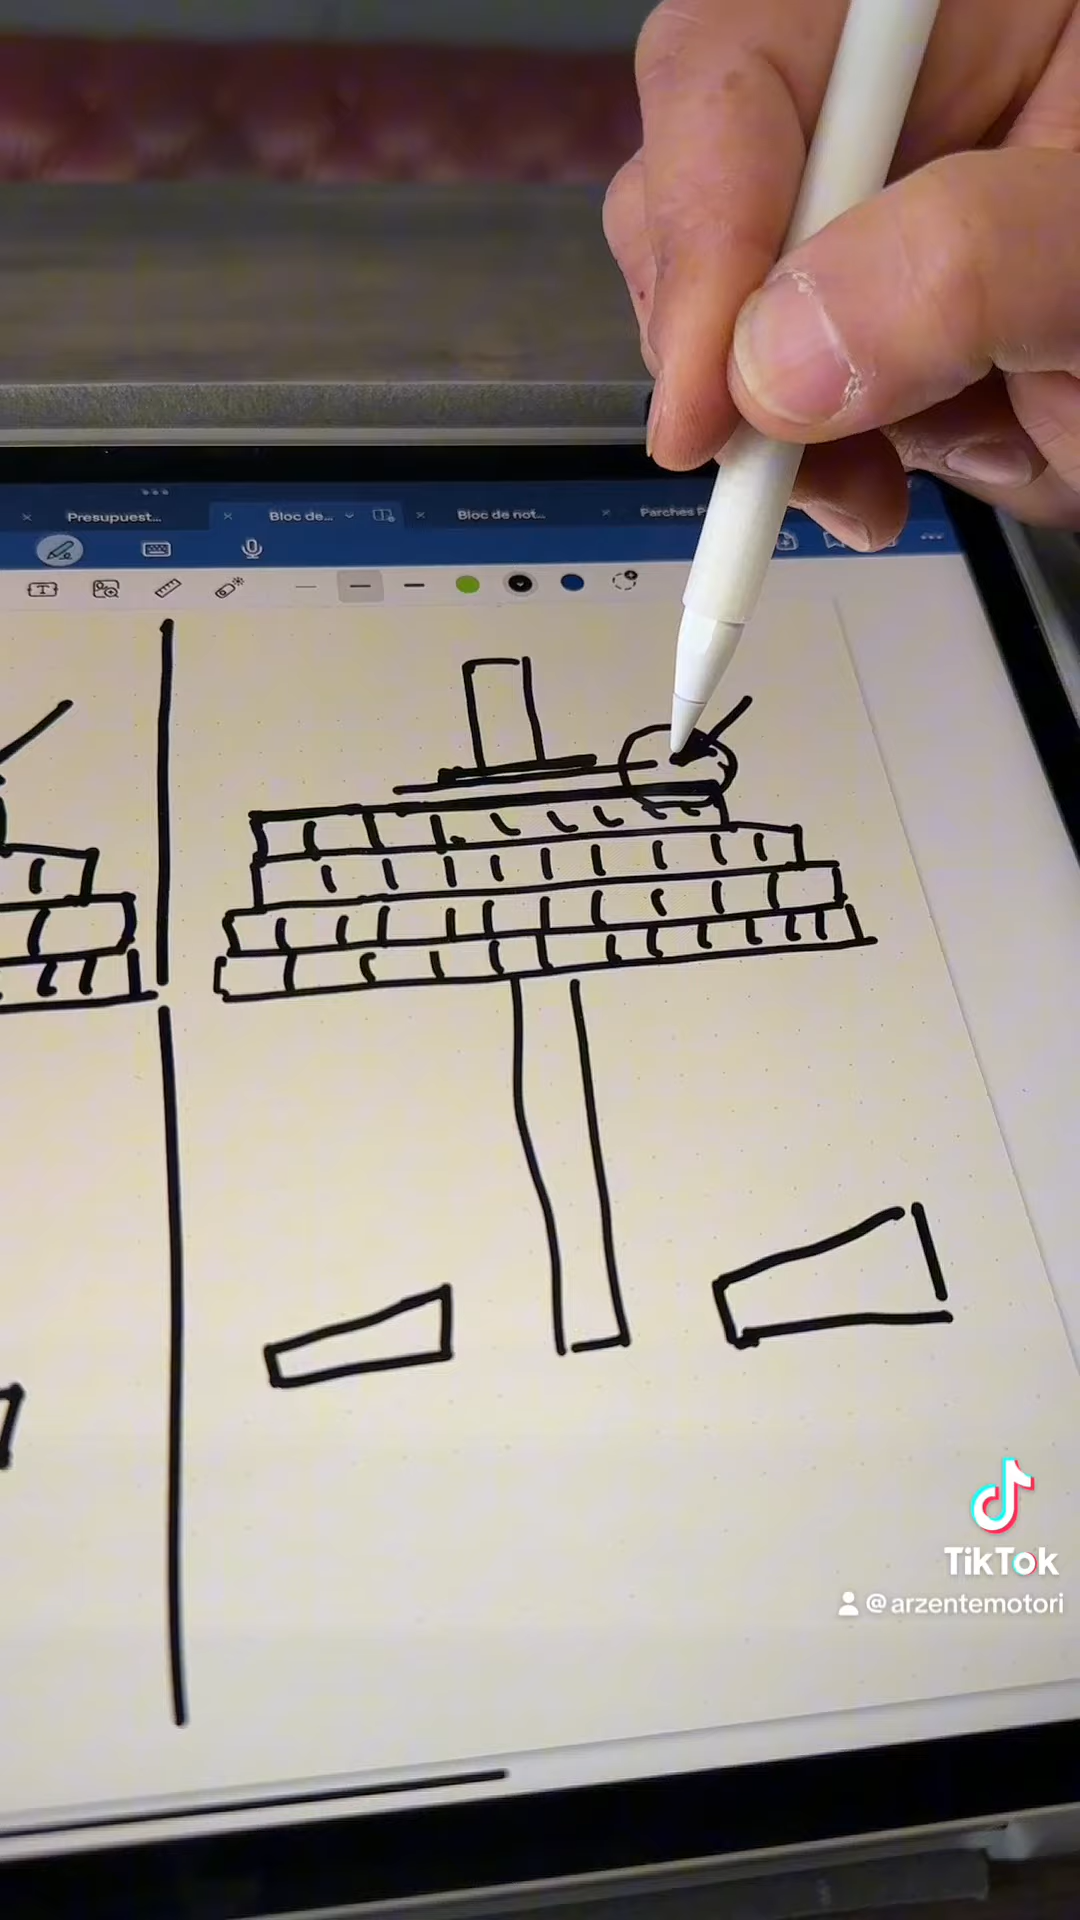 Presupuest...
Bloc de...
Bloc de not...
Parches P
T
TikTok
@arzentemotori